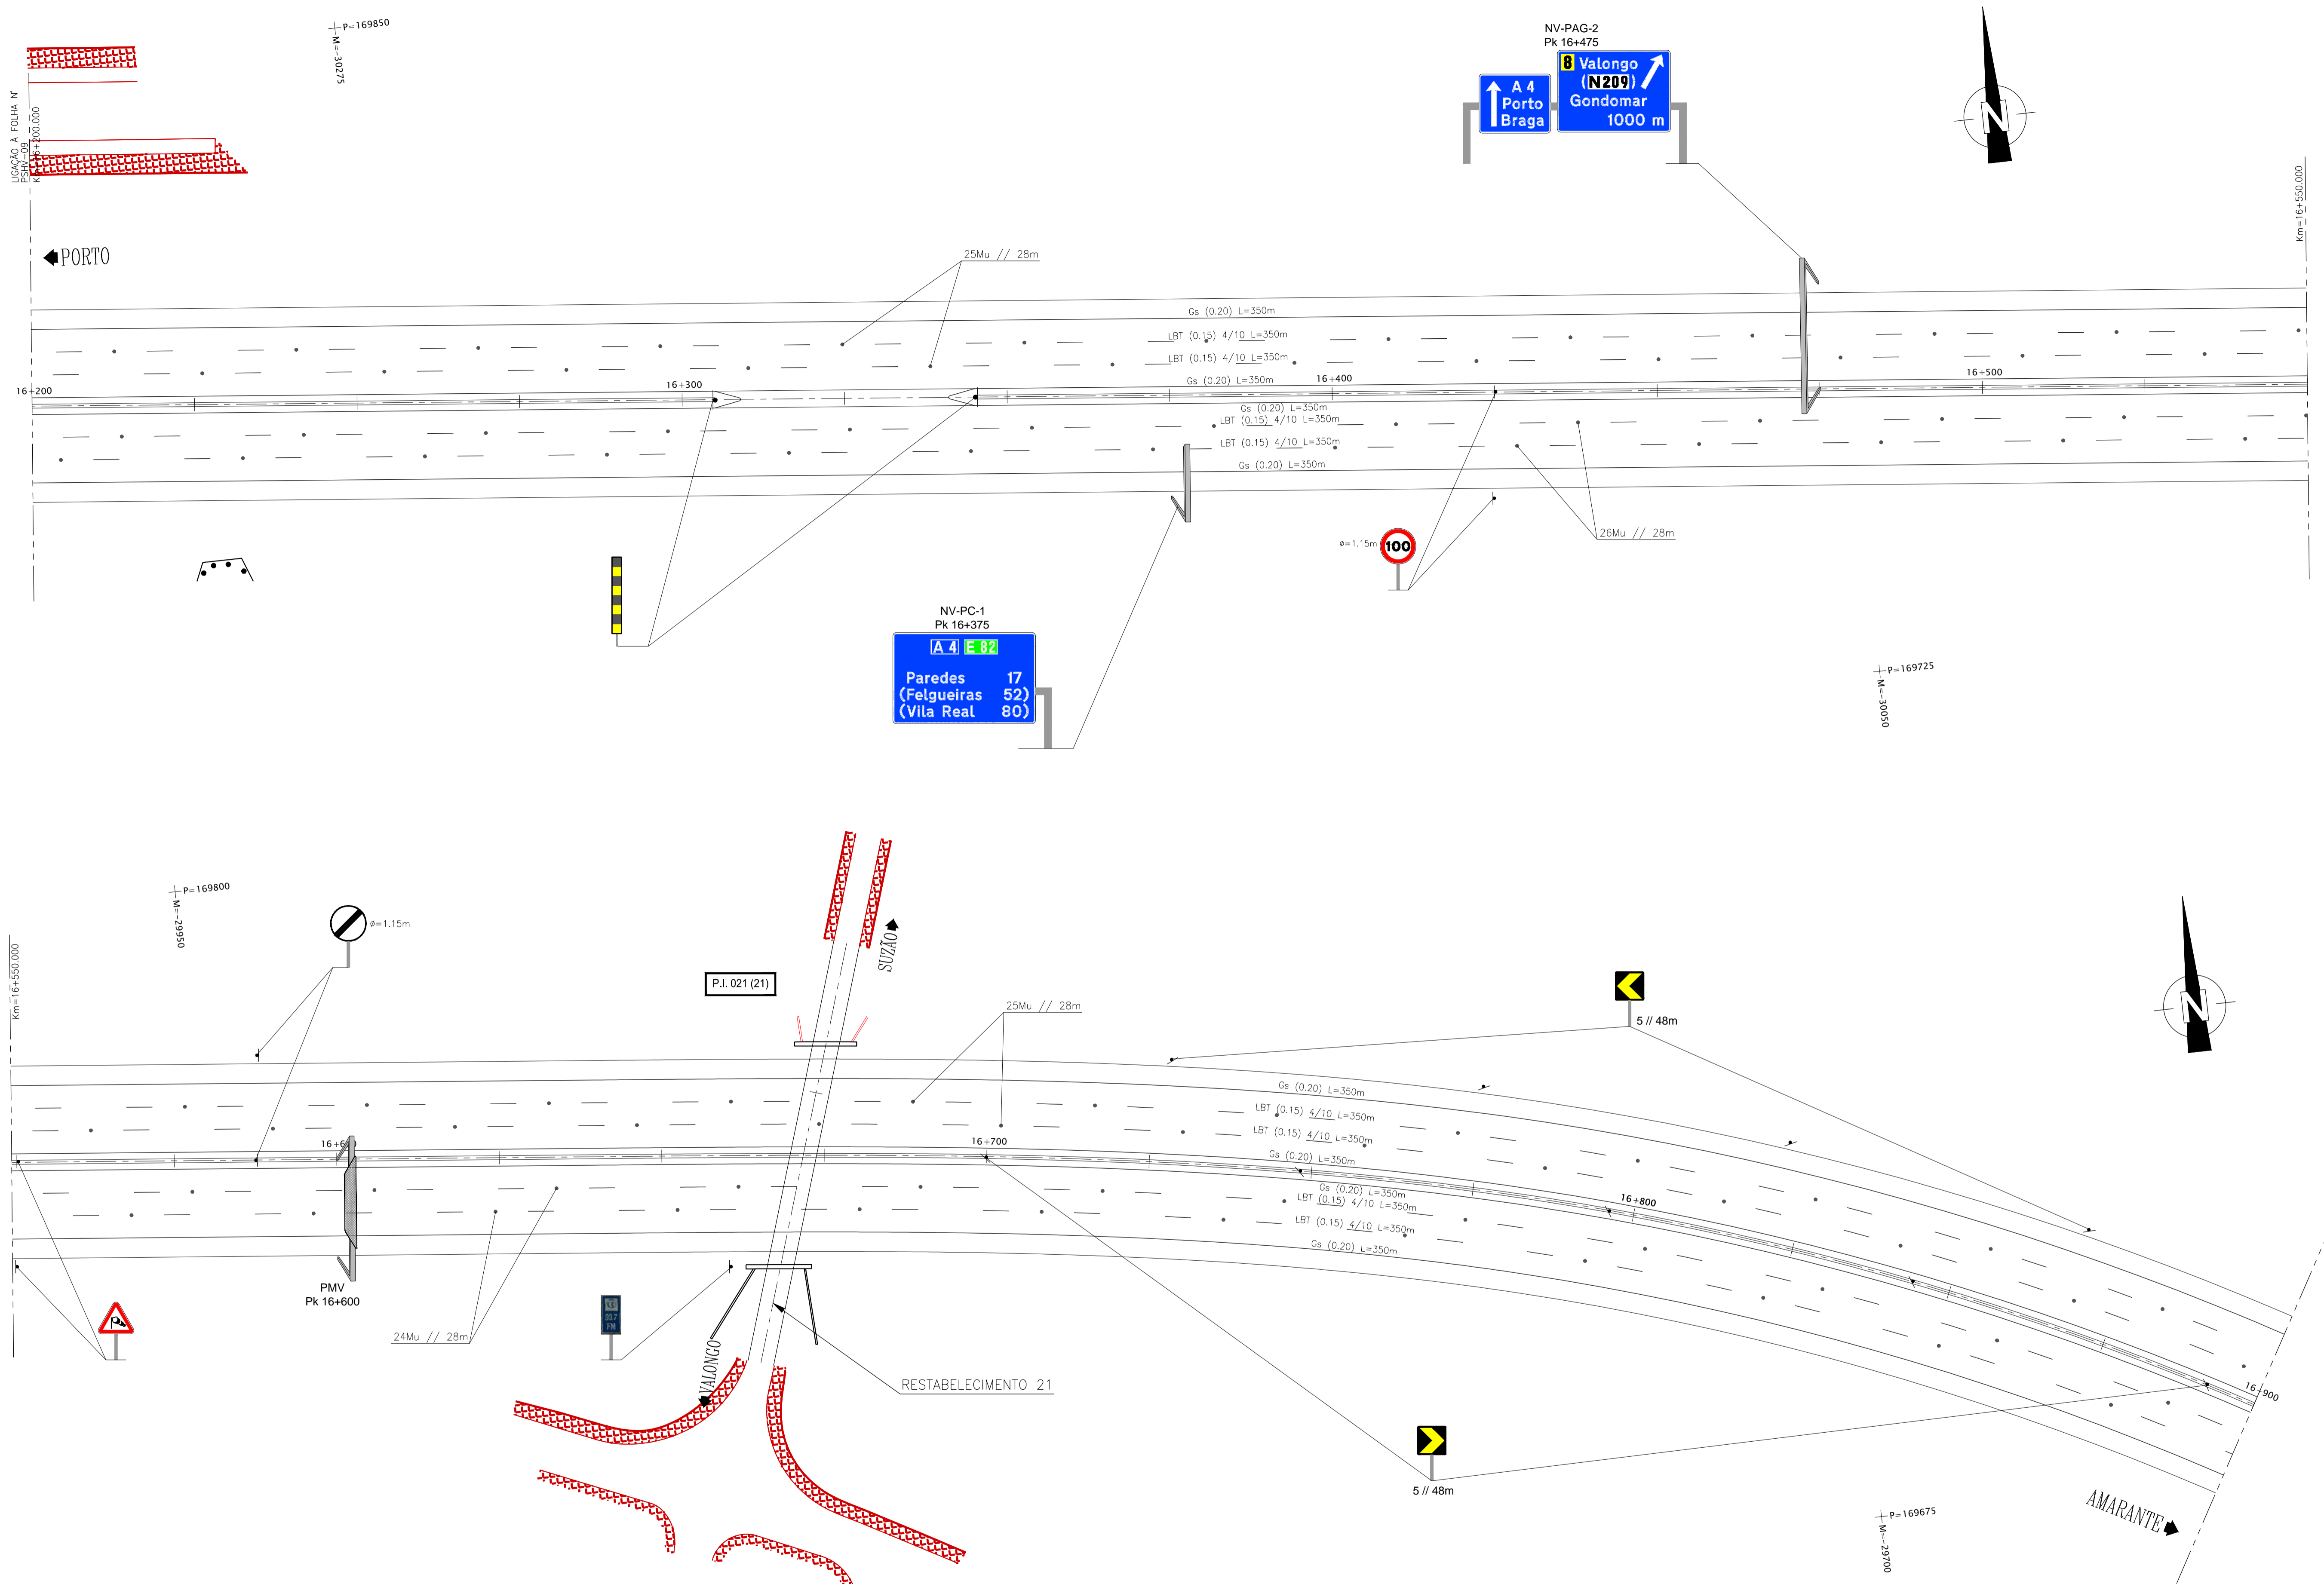 P=169850
M=-30275
LIGAÇÃO À FOLHA Nº
PSHV-09
Km=16+200.000
PORTO
NV-PAG-2
Pk 16+475
A 4
Porto
Braga
8 Valongo
(N209)
Gondomar
1000 m
N
Km=16+550.000
25Mu // 28m
Gs (0.20) L=350m
LBT (0.15) 4/10 L=350m
LBT (0.15) 4/10 L=350m
Gs (0.20) L=350m
16+200
16+300
16+400
16+500
Gs (0.20) L=350m
LBT (0.15) 4/10 L=350m
LBT (0.15) 4/10 L=350m
Gs (0.20) L=350m
26Mu // 28m
ø=1,15m
100
NV-PC-1
Pk 16+375
A 4 E 82
Paredes 17
(Felgueiras 52)
(Vila Real 80)
P=169725
M=-30050
P=169800
M=-29950
Km=16+550.000
ø=1,15m
SUZÃO
P.I. 021 (21)
25Mu // 28m
5 // 48m
N
Gs (0.20) L=350m
LBT (0.15) 4/10 L=350m
LBT (0.15) 4/10 L=350m
Gs (0.20) L=350m
16+600
16+700
16+800
16+900
Gs (0.20) L=350m
LBT (0.15) 4/10 L=350m
LBT (0.15) 4/10 L=350m
Gs (0.20) L=350m
PMV
Pk 16+600
24Mu // 28m
FM
VALONGO
RESTABELECIMENTO 21
5 // 48m
AMARANTE
P=169675
M=-29700